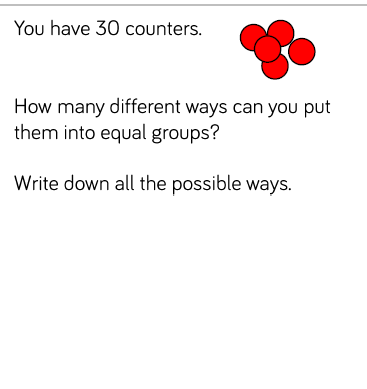 You have 30 counters.
How many different ways can you put
them into equal groups?
Write down all the possible ways.